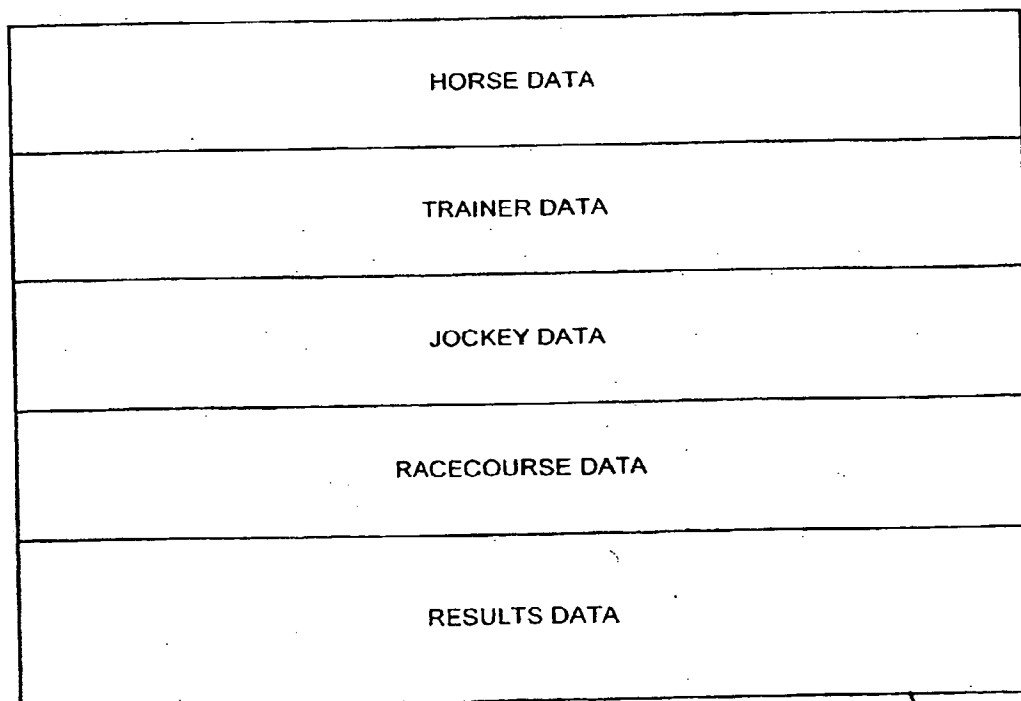 HORSE DATA
TRAINER DATA
JOCKEY DATA
RACECOURSE DATA
RESULTS DATA